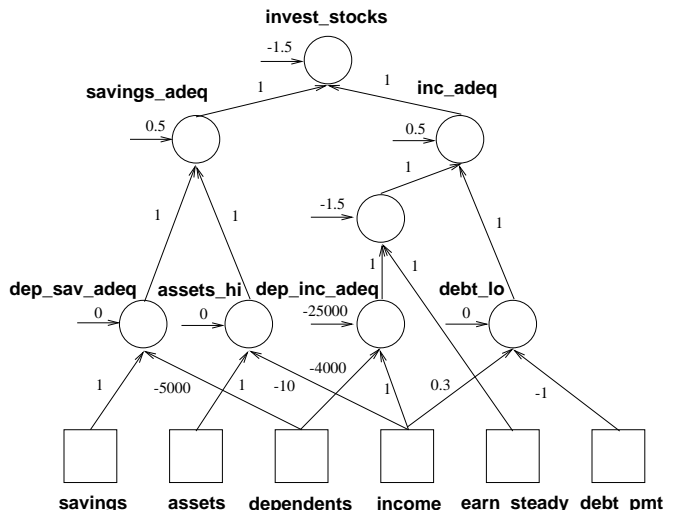 invest_stocks
-1.5
1 1
savings_adeq inc_adeq
0.5 0.5
1
-1.5
1 1 1
1 1
dep_sav_adeq assets_hi dep_inc_adeq debt_lo
0 0 -25000 0
1 -5000 1 -10 -4000 1 0.3 -1
savings assets dependents income earn_steady debt_pmt